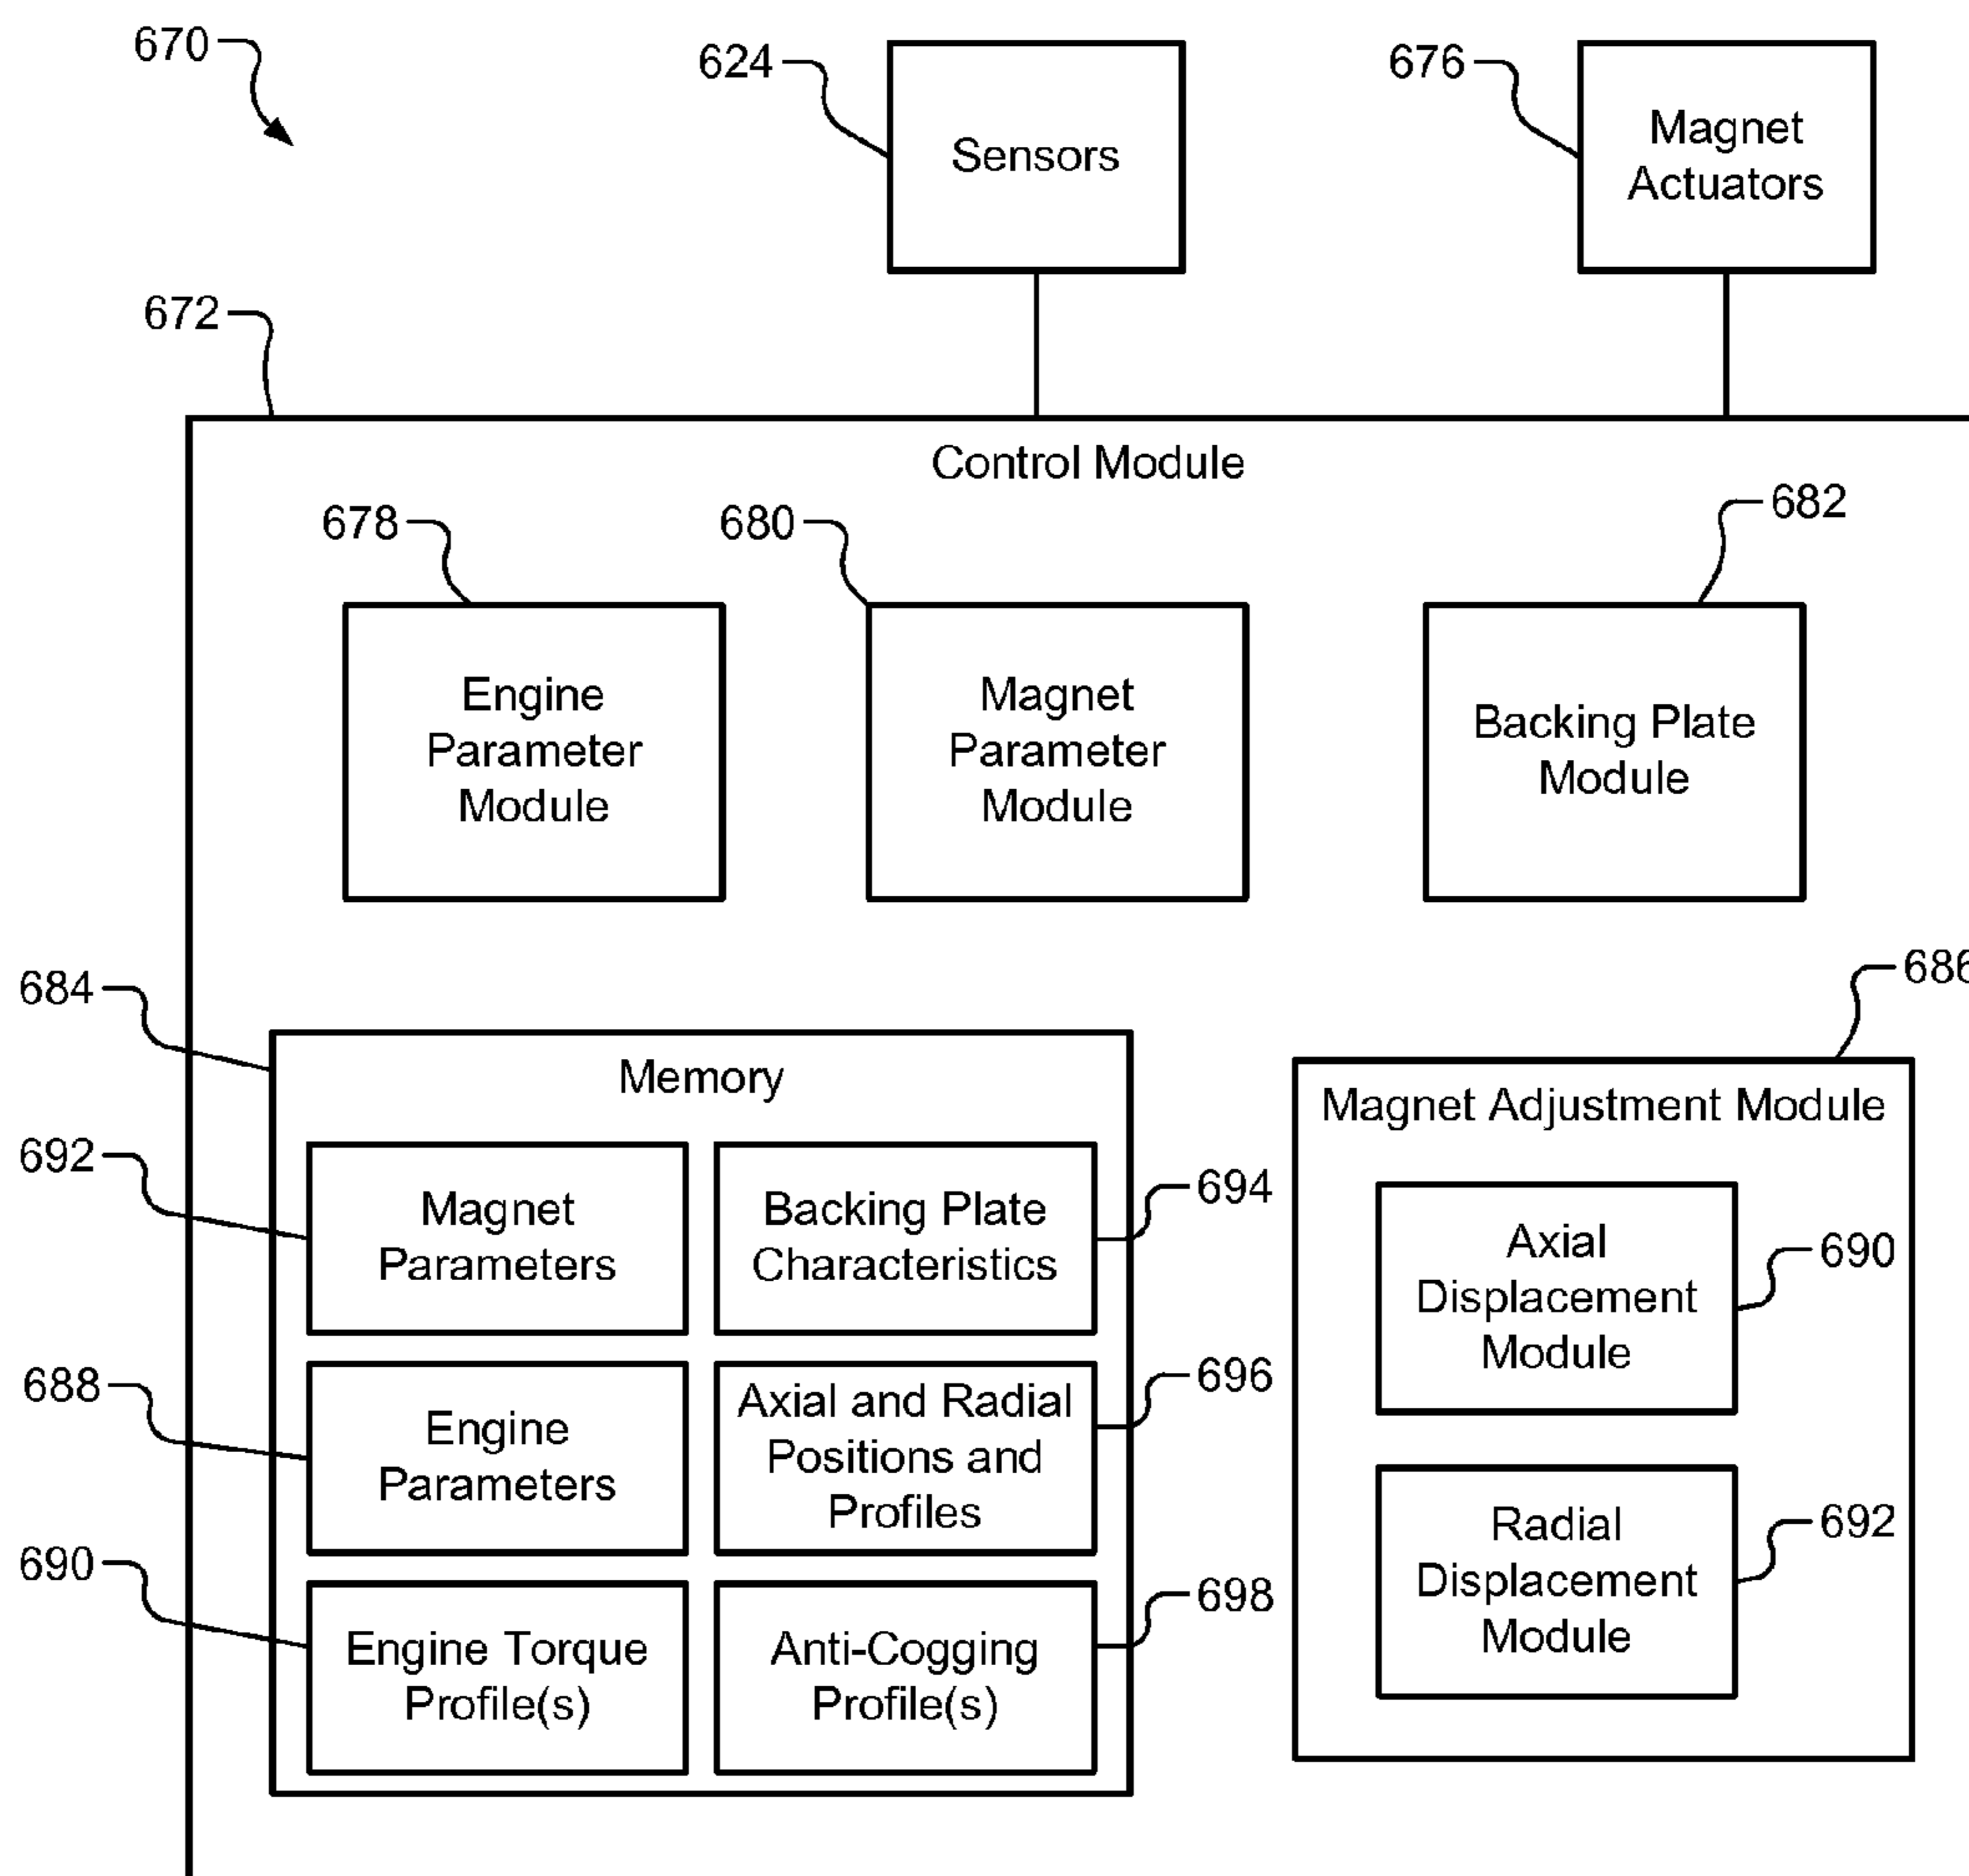 670
624
Sensors
676
Magnet
Actuators
672
Control Module
678
680
682
Engine
Parameter
Module
Magnet
Parameter
Module
Backing Plate
Module
684
686
Memory
Magnet Adjustment Module
692
Magnet
Parameters
Backing Plate
Characteristics
694
Axial
Displacement
Module
690
688
Engine
Parameters
Axial and Radial
Positions and
Profiles
696
Radial
Displacement
Module
692
690
Engine Torque
Profile(s)
Anti-Cogging
Profile(s)
698